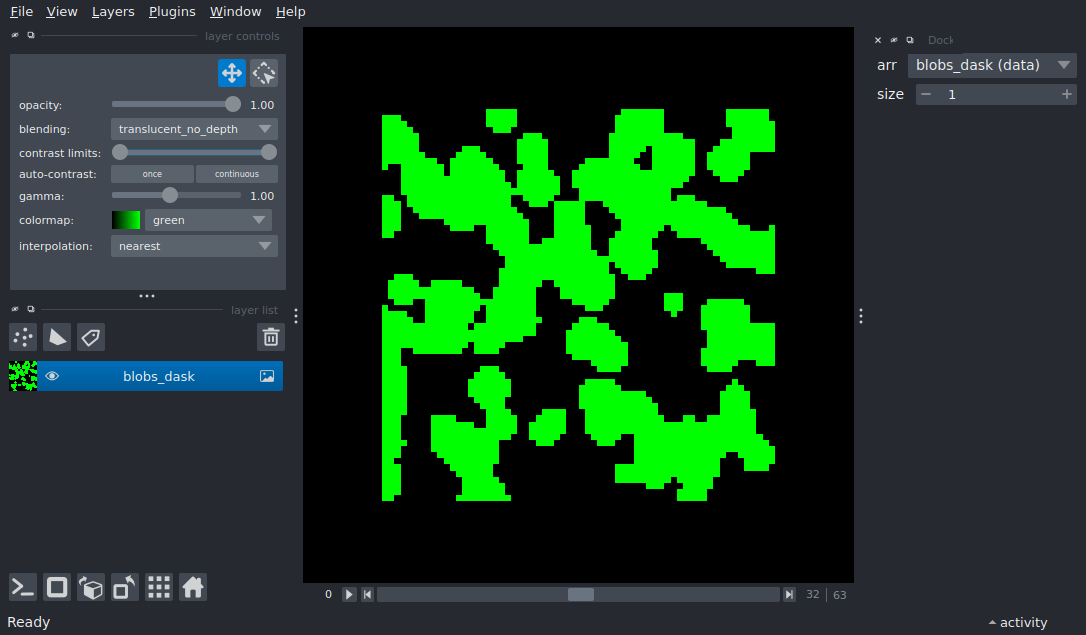 File View Layers Plugins Window Help
layer controls
opacity: 1.00
blending: translucent_no_depth
contrast limits:
auto-contrast: once continuous
gamma: 1.00
colormap: green
interpolation: nearest
layer list
blobs_dask
Dock
arr blobs_dask (data)
size 1
0 32 63
Ready
activity